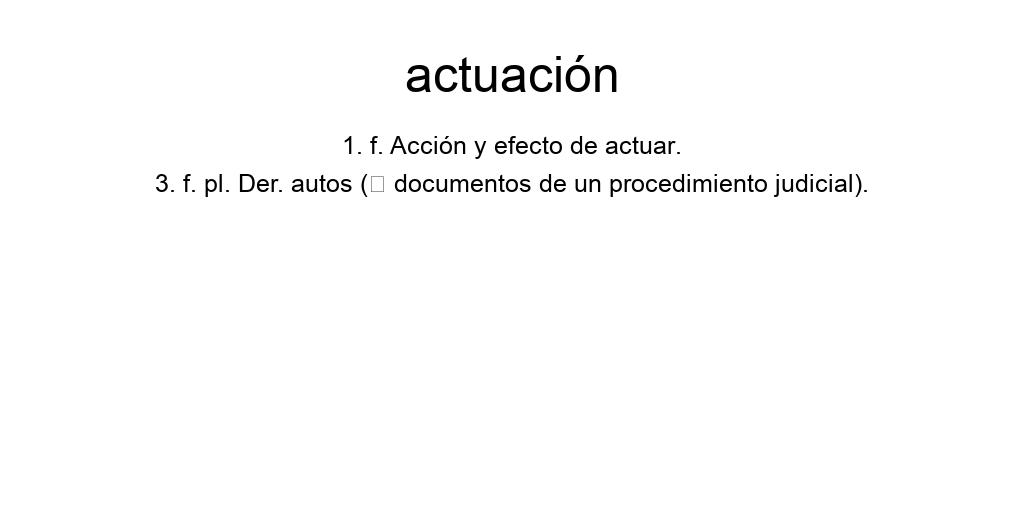 actuación
1. f. Acción y efecto de actuar.
3. f. pl. Der. autos (□ documentos de un procedimiento judicial).